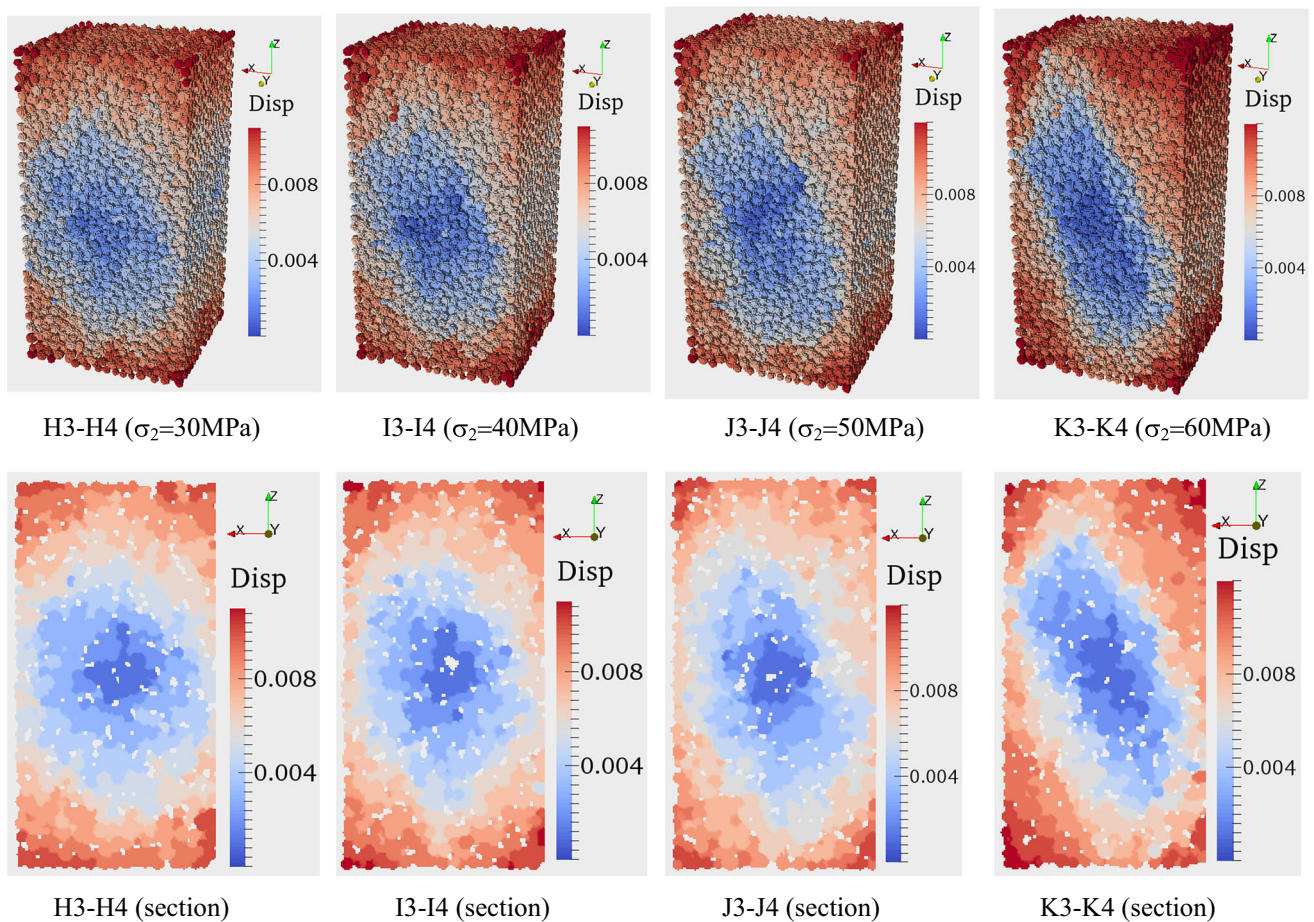 Z
X
Y
Disp
0.008
0.004
Z
X
Y
Disp
0.008
0.004
Z
X
Y
Disp
0.008
0.004
Z
X
Y
Disp
0.008
0.004
H3-H4 (σ₂=30MPa)
I3-I4 (σ₂=40MPa)
J3-J4 (σ₂=50MPa)
K3-K4 (σ₂=60MPa)
Z
X
Y
Disp
0.008
0.004
Z
X
Y
Disp
0.008
0.004
Z
X
Y
Disp
0.008
0.004
Z
X
Y
Disp
0.008
0.004
H3-H4 (section)
I3-I4 (section)
J3-J4 (section)
K3-K4 (section)